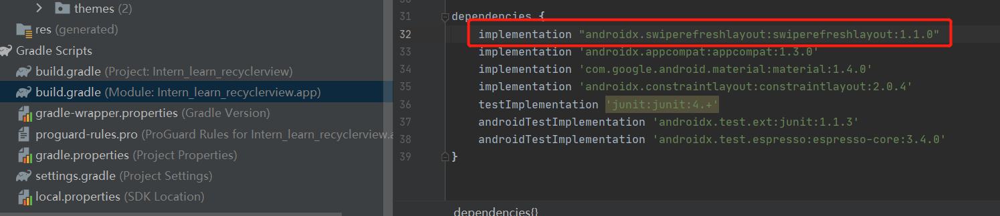 themes (2)
res (generated)
Gradle Scripts
build.gradle (Project: Intern_learn_recyclerview)
build.gradle (Module: Intern_learn_recyclerview.app)
gradle-wrapper.properties (Gradle Version)
proguard-rules.pro (ProGuard Rules for Intern_learn_recyclerview.a
gradle.properties (Project Properties)
settings.gradle (Project Settings)
local.properties (SDK Location)
31 dependencies {
32 implementation "androidx.swiperefreshlayout:swiperefreshlayout:1.1.0"
33 implementation 'androidx.appcompat:appcompat:1.3.0'
34 implementation 'com.google.android.material:material:1.4.0'
35 implementation 'androidx.constraintlayout:constraintlayout:2.0.4'
36 testImplementation 'junit:junit:4.+'
37 androidTestImplementation 'androidx.test.ext:junit:1.1.3'
38 androidTestImplementation 'androidx.test.espresso:espresso-core:3.4.0'
39 }
dependencies{}